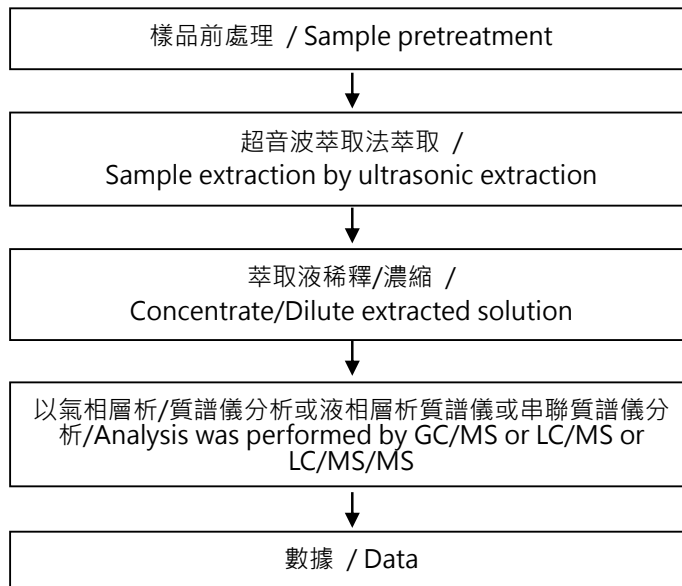 樣品前處理 / Sample pretreatment
超音波萃取法萃取 /
Sample extraction by ultrasonic extraction
萃取液稀釋/濃縮 /
Concentrate/Dilute extracted solution
以氣相層析/質譜儀分析或液相層析質譜儀或串聯質譜儀分
析/Analysis was performed by GC/MS or LC/MS or
LC/MS/MS
數據 / Data